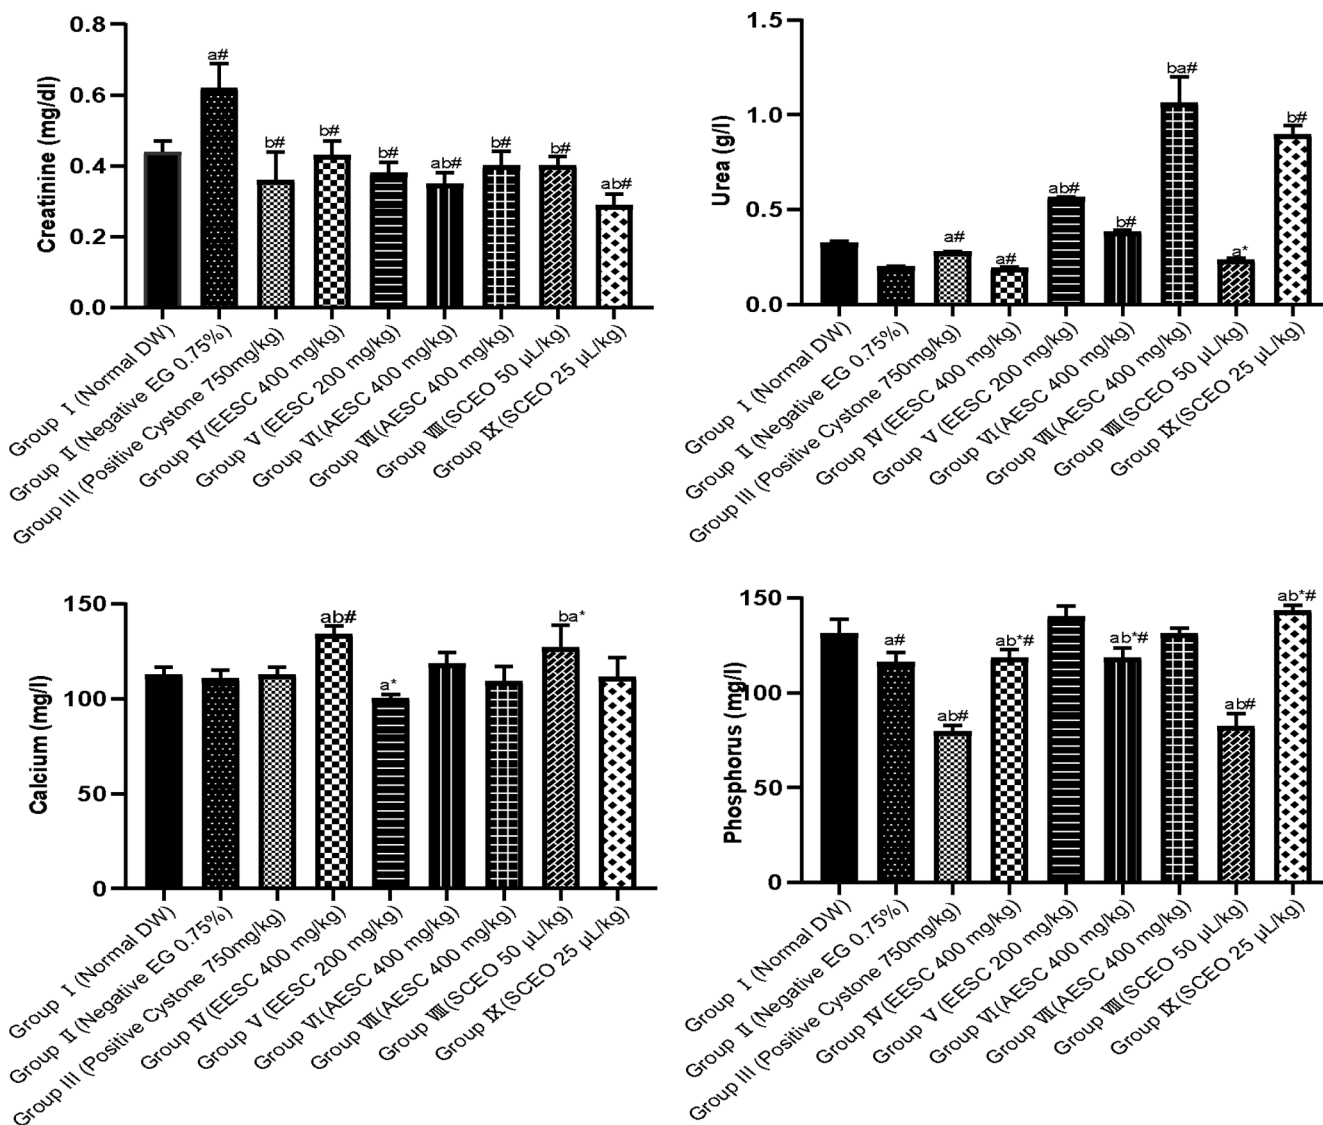 0.8
0.6
0.4
0.2
0.0
Creatinine (mg/dl)
a#
b#
b#
b#
ab#
b#
b#
ab#
Group I (Normal DW)
Group II (Negative EG 0.75%)
Group III (Positive Cystone 750mg/kg)
Group IV (EESC 400 mg/kg)
Group V (EESC 200 mg/kg)
Group VI (AESC 400 mg/kg)
Group VII (AESC 400 mg/kg)
Group VIII (SCEO 50 µL/kg)
Group IX (SCEO 25 µL/kg)
1.5
1.0
0.5
0.0
Urea (g/l)
a#
a#
ab#
b#
ba#
a*
b#
Group I (Normal DW)
Group II (Negative EG 0.75%)
Group III (Positive Cystone 750mg/kg)
Group IV (EESC 400 mg/kg)
Group V (EESC 200 mg/kg)
Group VI (AESC 400 mg/kg)
Group VII (AESC 400 mg/kg)
Group VIII (SCEO 50 µL/kg)
Group IX (SCEO 25 µL/kg)
150
100
50
0
Calcium (mg/l)
ab#
a*
ba*
Group I (Normal DW)
Group II (Negative EG 0.75%)
Group III (Positive Cystone 750mg/kg)
Group IV (EESC 400 mg/kg)
Group V (EESC 200 mg/kg)
Group VI (AESC 400 mg/kg)
Group VII (AESC 400 mg/kg)
Group VIII (SCEO 50 µL/kg)
Group IX (SCEO 25 µL/kg)
150
100
50
0
Phosphorus (mg/l)
a#
ab#
ab*#
ab*#
ab#
ab*#
Group I (Normal DW)
Group II (Negative EG 0.75%)
Group III (Positive Cystone 750mg/kg)
Group IV (EESC 400 mg/kg)
Group V (EESC 200 mg/kg)
Group VI (AESC 400 mg/kg)
Group VII (AESC 400 mg/kg)
Group VIII (SCEO 50 µL/kg)
Group IX (SCEO 25 µL/kg)